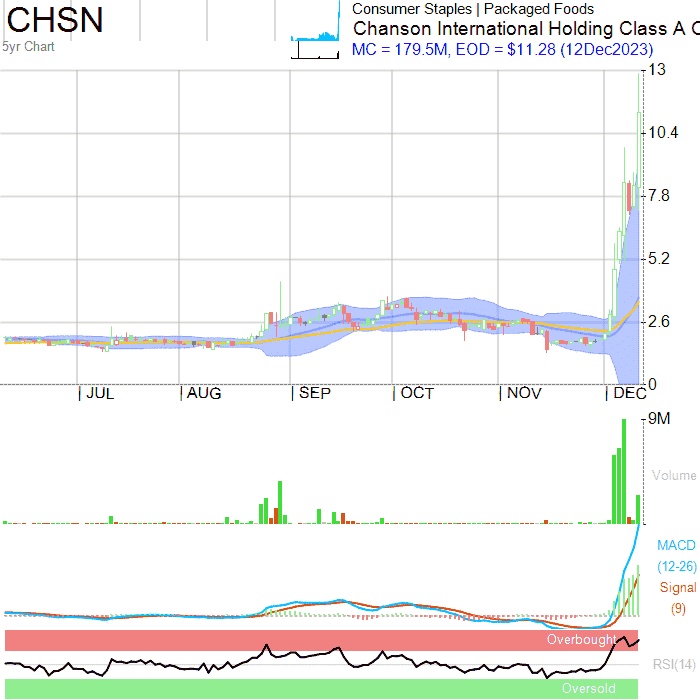 CHSN
5yr Chart
Consumer Staples | Packaged Foods
Chanson International Holding Class A
MC = 179.5M, EOD = $11.28 (12Dec2023)
13
10.4
7.8
5.2
2.6
0
JUL AUG SEP OCT NOV DEC
9M
Volume
MACD
(12-26)
Signal
(9)
Overbought
RSI(14)
Oversold